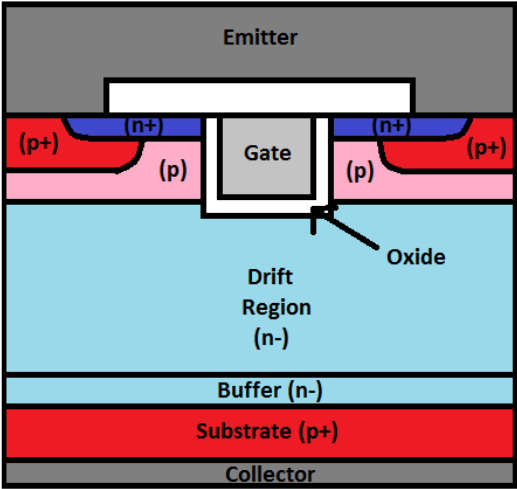 Emitter
(n+)
(n+)
(p+)
(p+)
Gate
(p)
(p)
Oxide
Drift
Region
(n-)
Buffer (n-)
Substrate (p+)
Collector